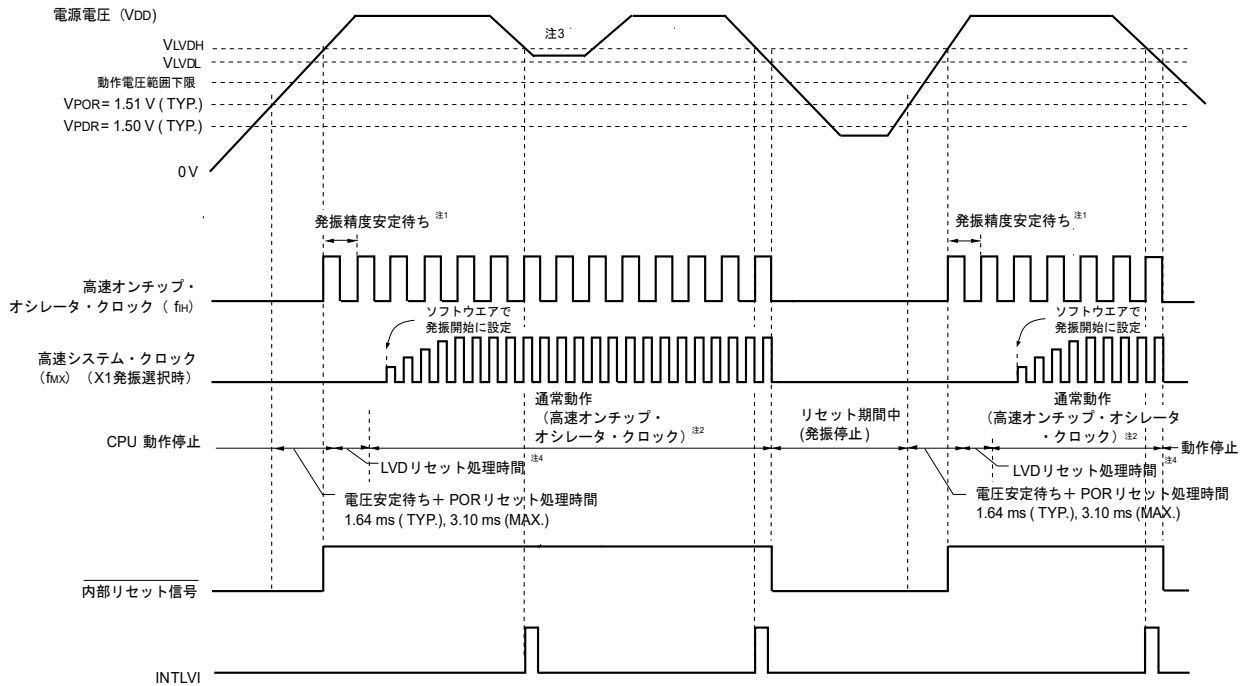 電源電圧（VDD）
注3
VLVDH
VLVDL
動作電圧範囲下限
VPOR = 1.51 V ( TYP.)
VPDR = 1.50 V ( TYP.)
0 V
発振精度安定待ち 注1
発振精度安定待ち 注1
高速オンチップ・
オシレータ・クロック（ fIH）
ソフトウエアで
発振開始に設定
ソフトウエアで
発振開始に設定
高速システム・クロック
（fMX）（X1発振選択時）
通常動作
（高速オンチップ・
オシレータ・クロック）注2
リセット期間中
(発振停止）
通常動作
（高速オンチップ・オシレータ
・クロック）注2
CPU 動作停止
動作停止
LVDリセット処理時間 注4
LVDリセット処理時間 注4
電圧安定待ち＋ PORリセット処理時間
1.64 ms ( TYP.), 3.10 ms (MAX.)
電圧安定待ち＋ PORリセット処理時間
1.64 ms ( TYP.), 3.10 ms (MAX.)
内部リセット信号
INTLVI